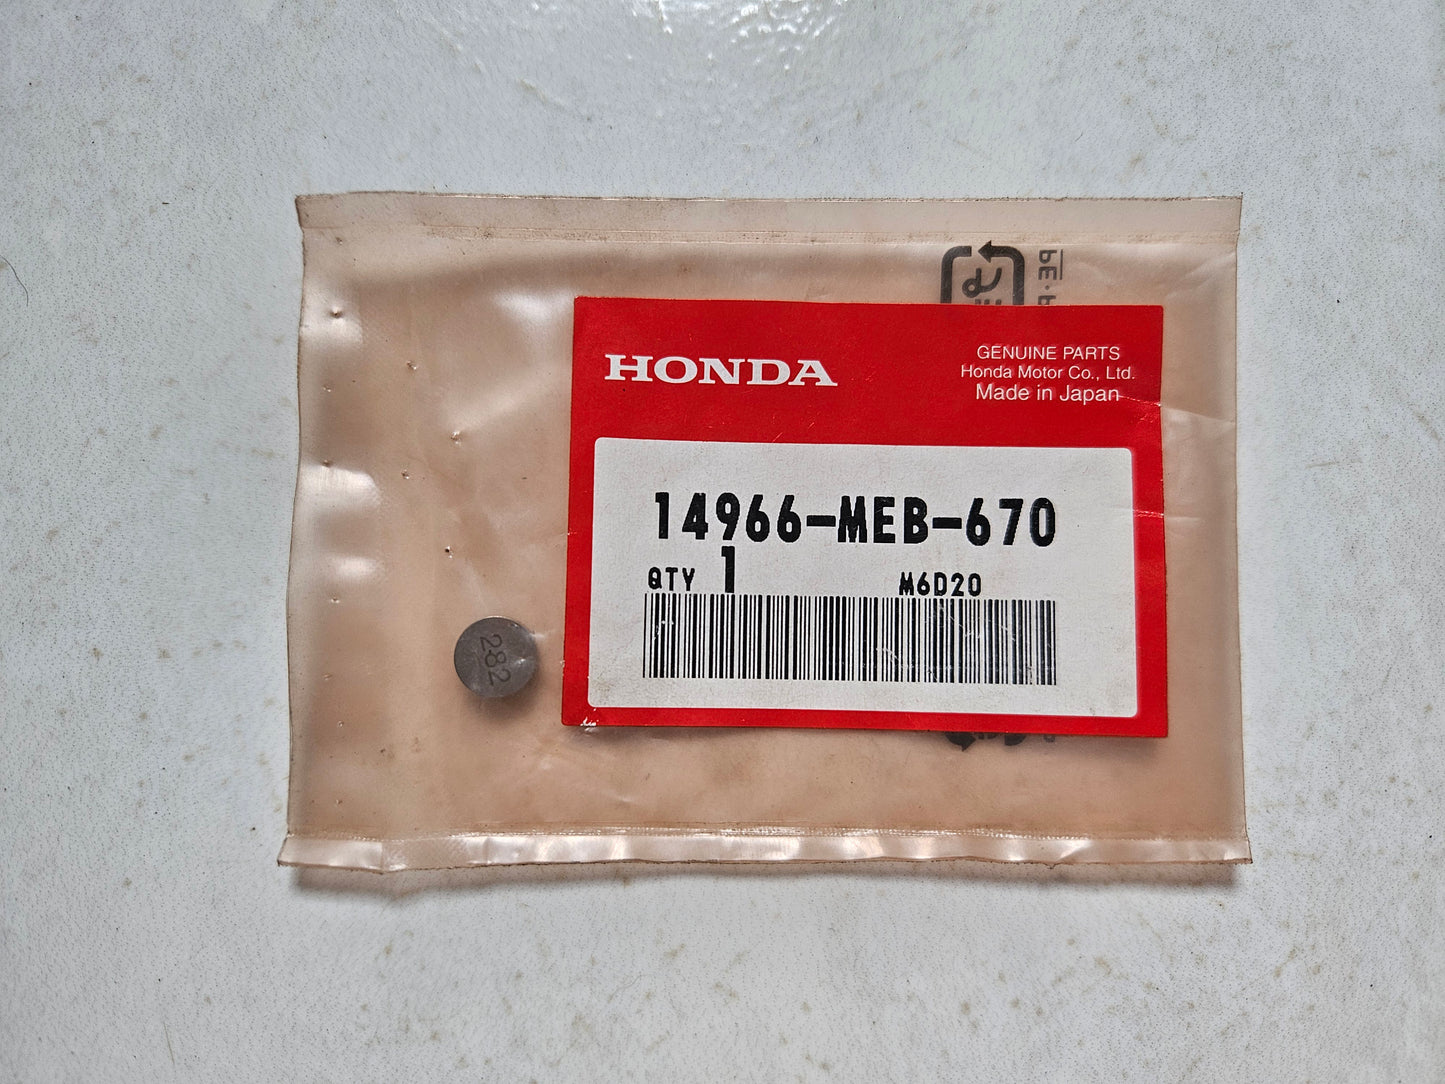 HONDA
GENUINE PARTS
Honda Motor Co., Ltd.
Made in Japan
14966-MEB-670
QTY 1 M6D20
282